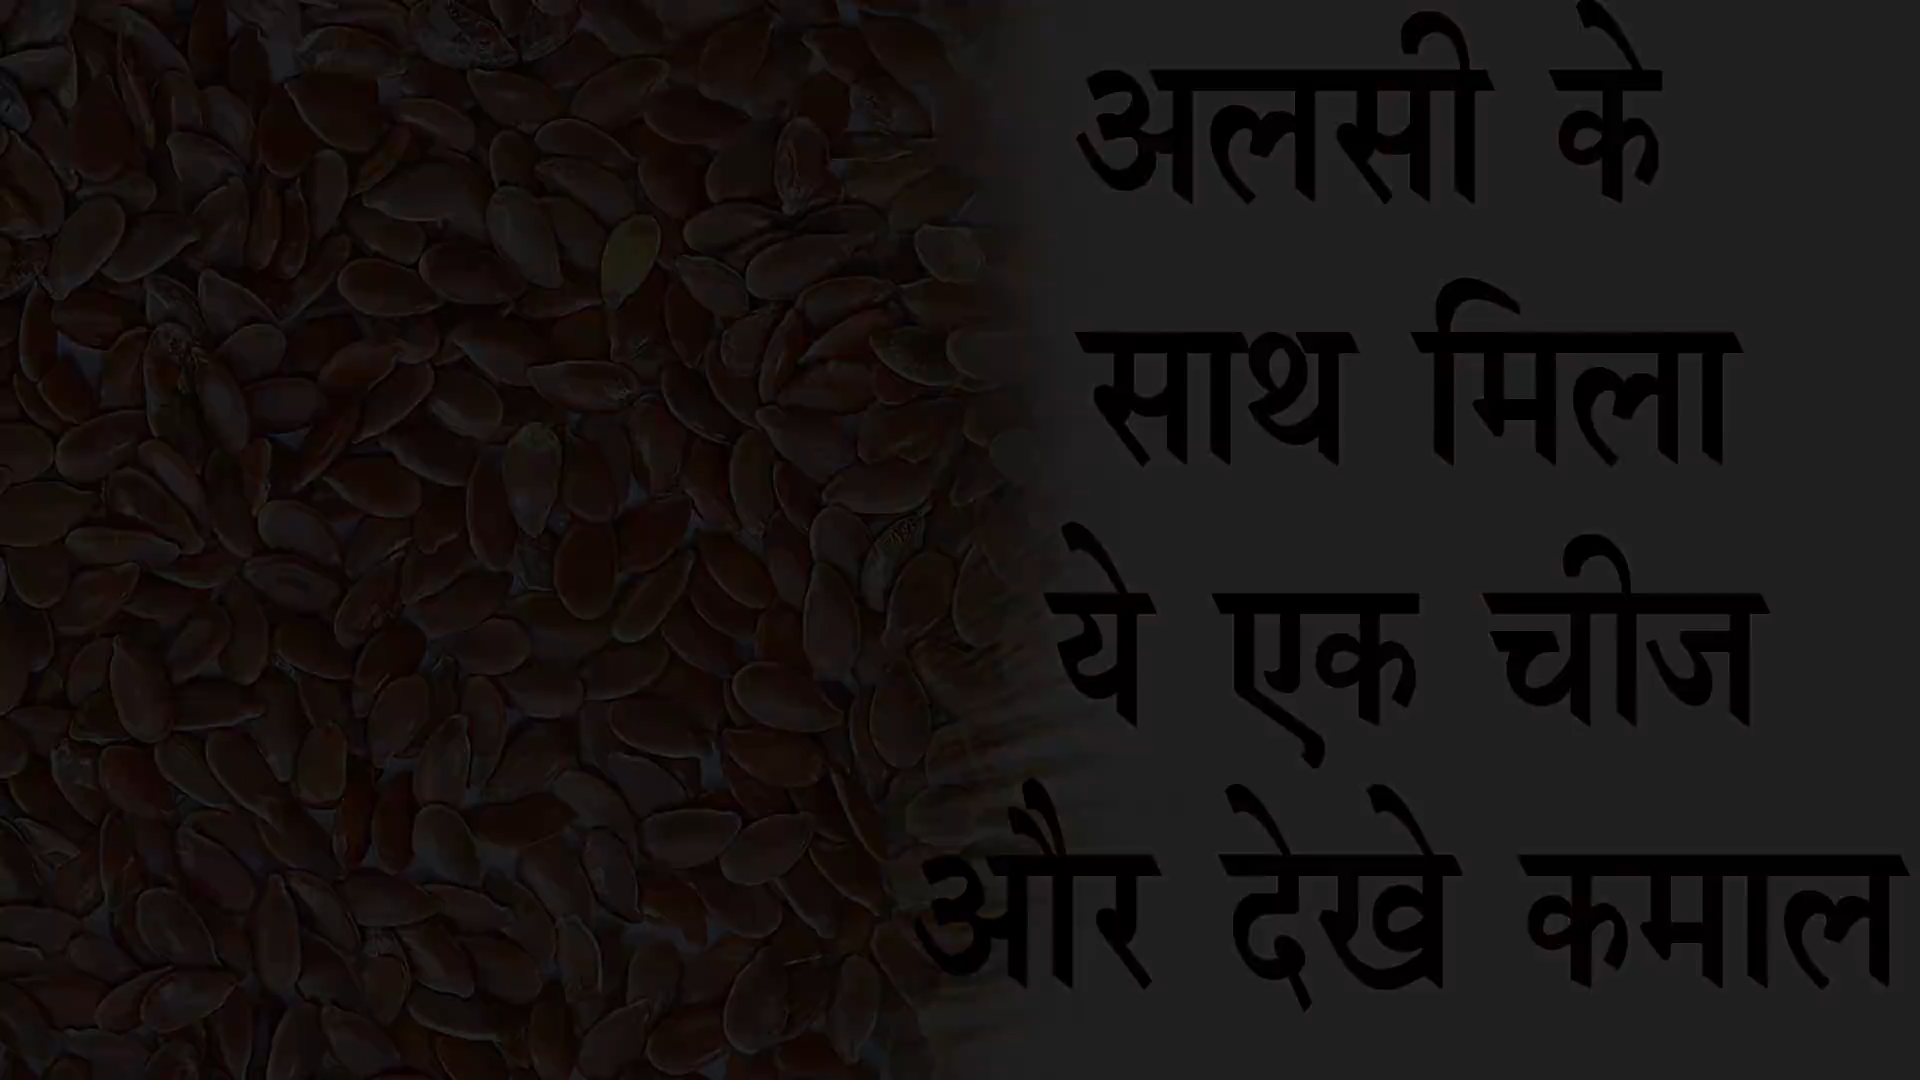 अलसी के
साथ मिला
ये एक चीज
और देखे कमाल